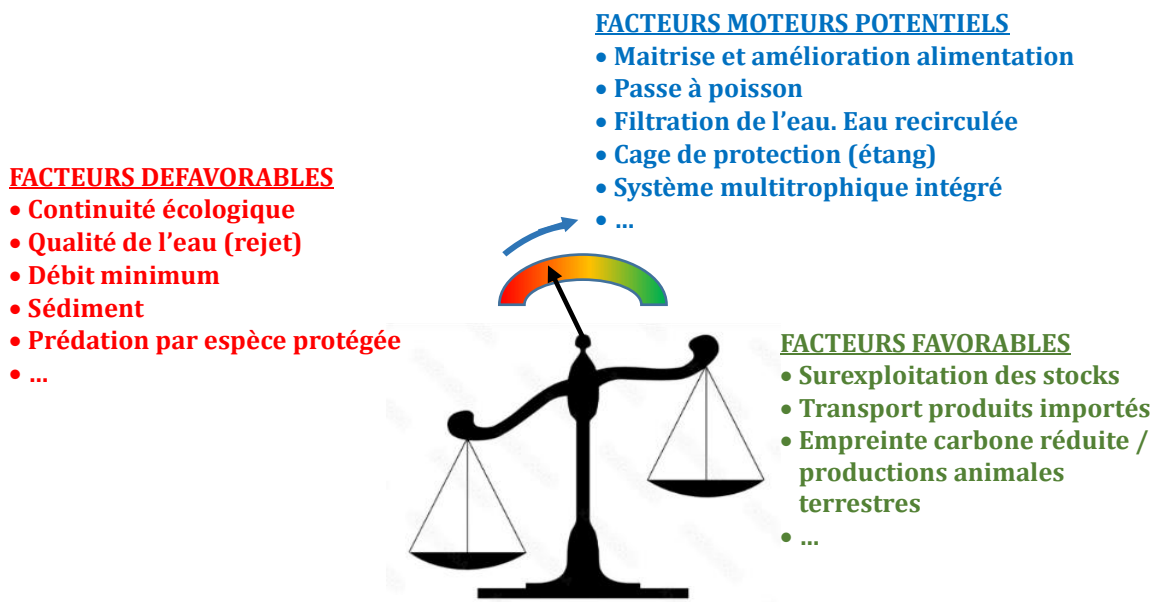 FACTEURS MOTEURS POTENTIELS
• Maitrise et amélioration alimentation
• Passe à poisson
• Filtration de l'eau. Eau recirculée
• Cage de protection (étang)
• Système multitrophique intégré
• ...
FACTEURS DEFAVORABLES
• Continuité écologique
• Qualité de l'eau (rejet)
• Débit minimum
• Sédiment
• Prédation par espèce protégée
• ...
FACTEURS FAVORABLES
• Surexploitation des stocks
• Transport produits importés
• Empreinte carbone réduite /
productions animales
terrestres
• ...